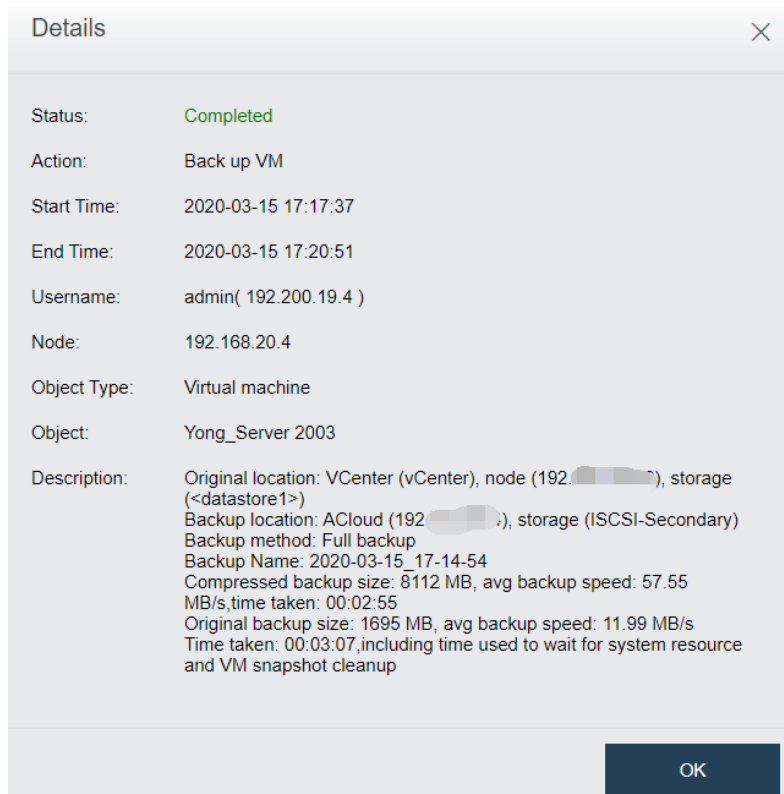 Details
Status: Completed
Action: Back up VM
Start Time: 2020-03-15 17:17:37
End Time: 2020-03-15 17:20:51
Username: admin( 192.200.19.4 )
Node: 192.168.20.4
Object Type: Virtual machine
Object: Yong_Server 2003
Description: Original location: VCenter (vCenter), node (192. ), storage
(<datastore1>)
Backup location: ACloud (192 ), storage (ISCSI-Secondary)
Backup method: Full backup
Backup Name: 2020-03-15_17-14-54
Compressed backup size: 8112 MB, avg backup speed: 57.55
MB/s,time taken: 00:02:55
Original backup size: 1695 MB, avg backup speed: 11.99 MB/s
Time taken: 00:03:07,including time used to wait for system resource
and VM snapshot cleanup
OK